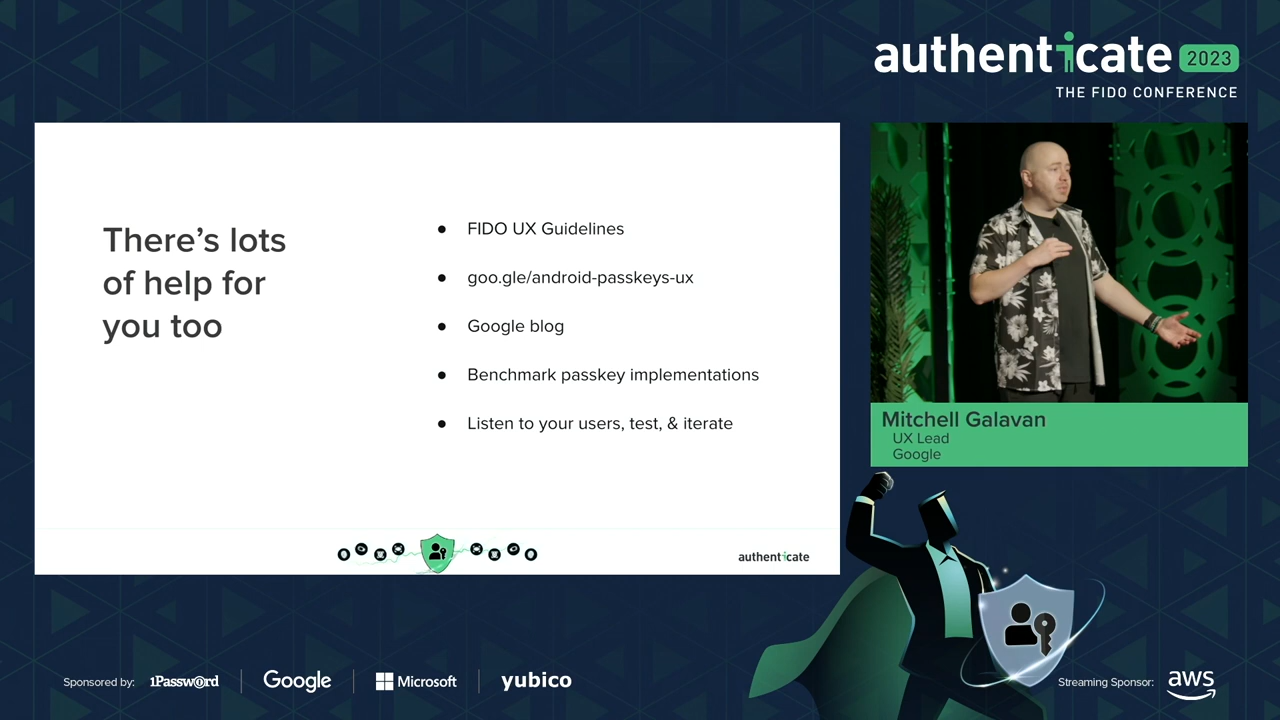 authenticate 2023
THE FIDO CONFERENCE
There’s lots
of help for
you too
● FIDO UX Guidelines
● goo.gle/android-passkeys-ux
● Google blog
● Benchmark passkey implementations
● Listen to your users, test, & iterate
authenticate
Mitchell Galavan
UX Lead
Google
Sponsored by: 1Password Google Microsoft yubico
Streaming Sponsor: aws